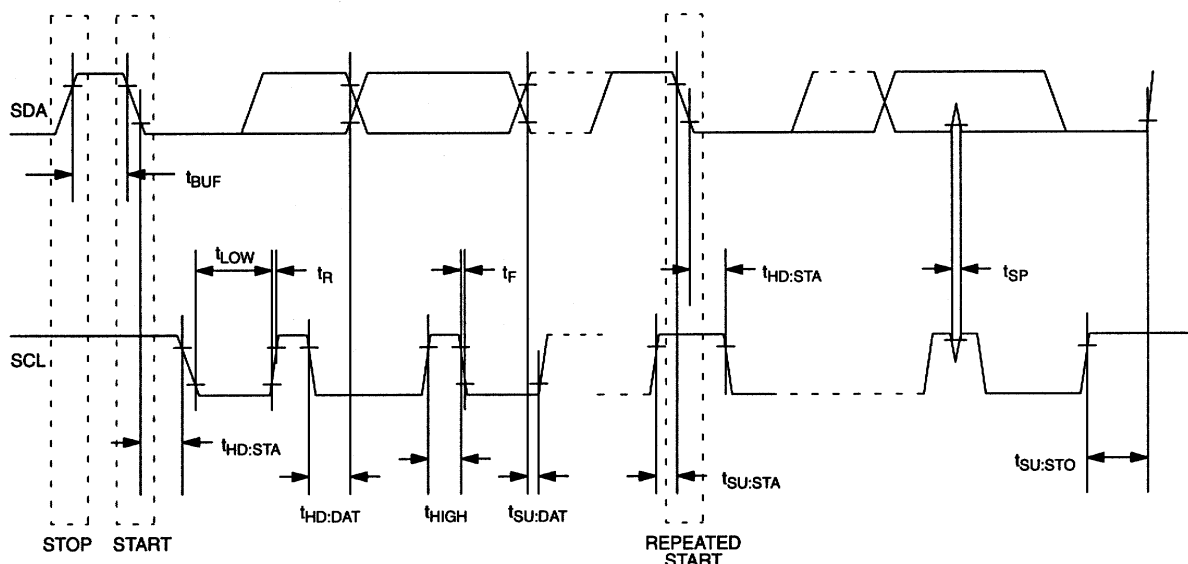 SDA
tBUF
tLOW
tR
tF
tHD:STA
tSP
SCL
tHD:STA
tHD:DAT
tHIGH
tSU:DAT
tSU:STA
tSU:STO
STOP
START
REPEATED
START